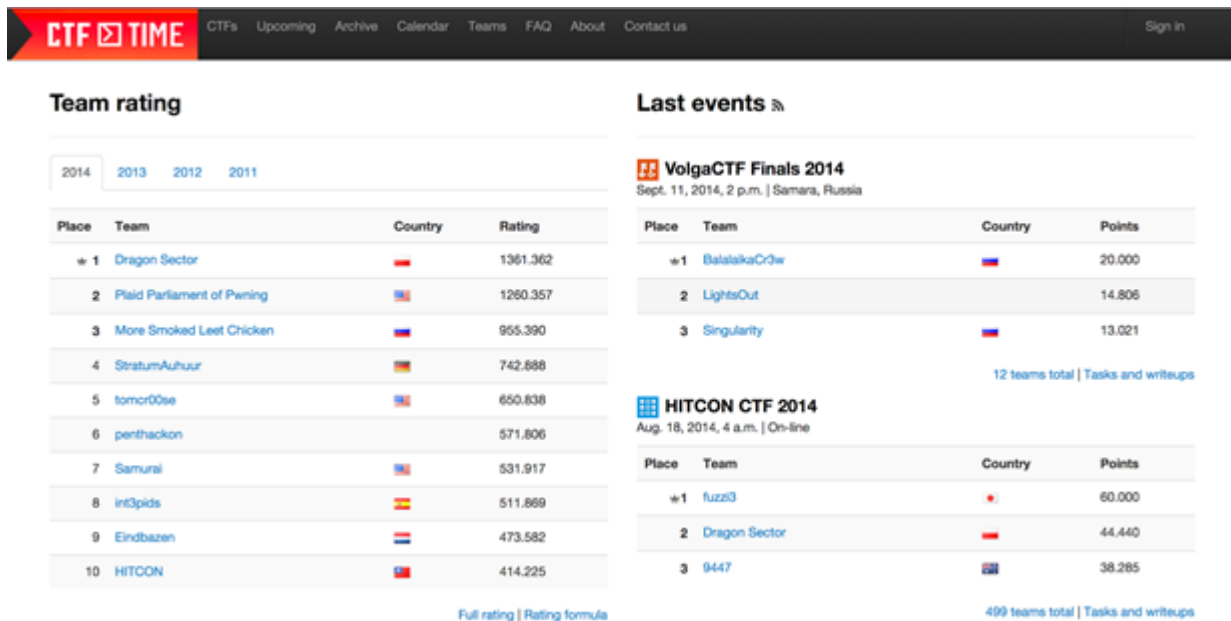 CTF TIME CTFs Upcoming Archive Calendar Teams FAQ About Contact us Sign in
Team rating
2014 2013 2012 2011
Place Team Country Rating
1 Dragon Sector 1361.362
2 Plaid Parliament of Pwning 1260.357
3 More Smoked Leet Chicken 955.390
4 StratumAuhuur 742.888
5 tomcr00se 650.838
6 penthackon 571.806
7 Samurai 531.917
8 int3pids 511.869
9 Eindbazen 473.582
10 HITCON 414.225
Full rating | Rating formula
Last events
VolgaCTF Finals 2014
Sept. 11, 2014, 2 p.m. | Samara, Russia
Place Team Country Points
1 BalalaikaCr3w 20.000
2 LightsOut 14.806
3 Singularity 13.021
12 teams total | Tasks and writeups
HITCON CTF 2014
Aug. 18, 2014, 4 a.m. | On-line
Place Team Country Points
1 fuzzi3 60.000
2 Dragon Sector 44.440
3 9447 38.285
499 teams total | Tasks and writeups